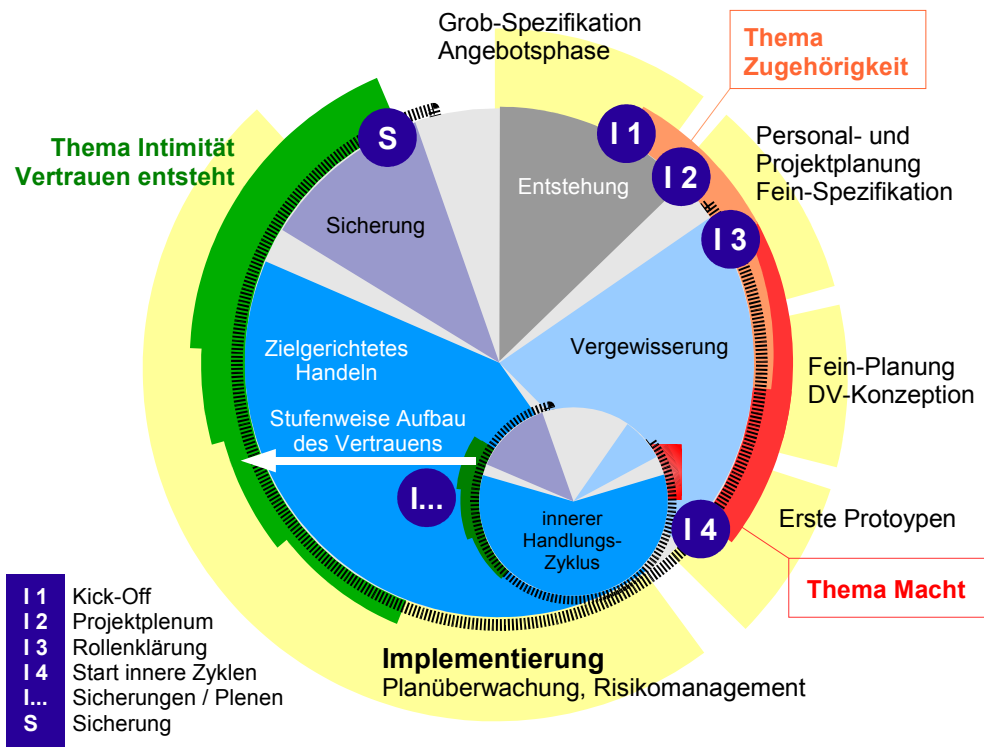 Grob-Spezifikation
Angebotsphase
Thema
Zugehörigkeit
Thema Intimität
Vertrauen entsteht
S
I 1
I 2
I 3
Personal- und
Projektplanung
Fein-Spezifikation
Entstehung
Sicherung
Vergewisserung
Zielgerichtetes
Handeln
Fein-Planung
DV-Konzeption
Stufenweise Aufbau
des Vertrauens
I...
innerer
Handlungs-
Zyklus
I 4
Erste Protoypen
Thema Macht
Implementierung
Planüberwachung, Risikomanagement
I 1 Kick-Off
I 2 Projektplenum
I 3 Rollenklärung
I 4 Start innere Zyklen
I... Sicherungen / Plenen
S Sicherung